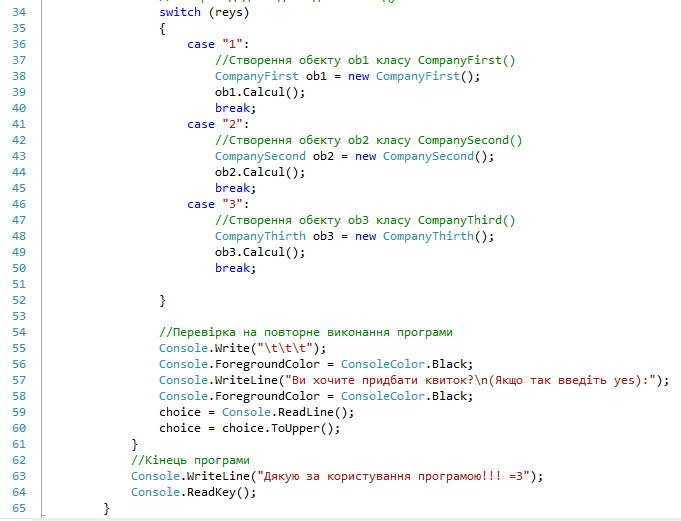 34 switch (reys)
35 {
36 case "1":
37 //Створення обєкту ob1 класу CompanyFirst()
38 CompanyFirst ob1 = new CompanyFirst();
39 ob1.Calcul();
40 break;
41 case "2":
42 //Створення обєкту ob2 класу CompanySecond()
43 CompanySecond ob2 = new CompanySecond();
44 ob2.Calcul();
45 break;
46 case "3":
47 //Створення обєкту ob3 класу CompanyThird()
48 CompanyThirth ob3 = new CompanyThirth();
49 ob3.Calcul();
50 break;
51
52 }
53
54 //Перевірка на повторне виконання програми
55 Console.Write("\t\t\t");
56 Console.ForegroundColor = ConsoleColor.Black;
57 Console.WriteLine("Ви хочите придбати квиток?\n(Якщо так введіть yes):");
58 Console.ForegroundColor = ConsoleColor.Black;
59 choice = Console.ReadLine();
60 choice = choice.ToUpper();
61 }
62 //Кінець програми
63 Console.WriteLine("Дякую за користування програмою!!! =3");
64 Console.ReadKey();
65 }